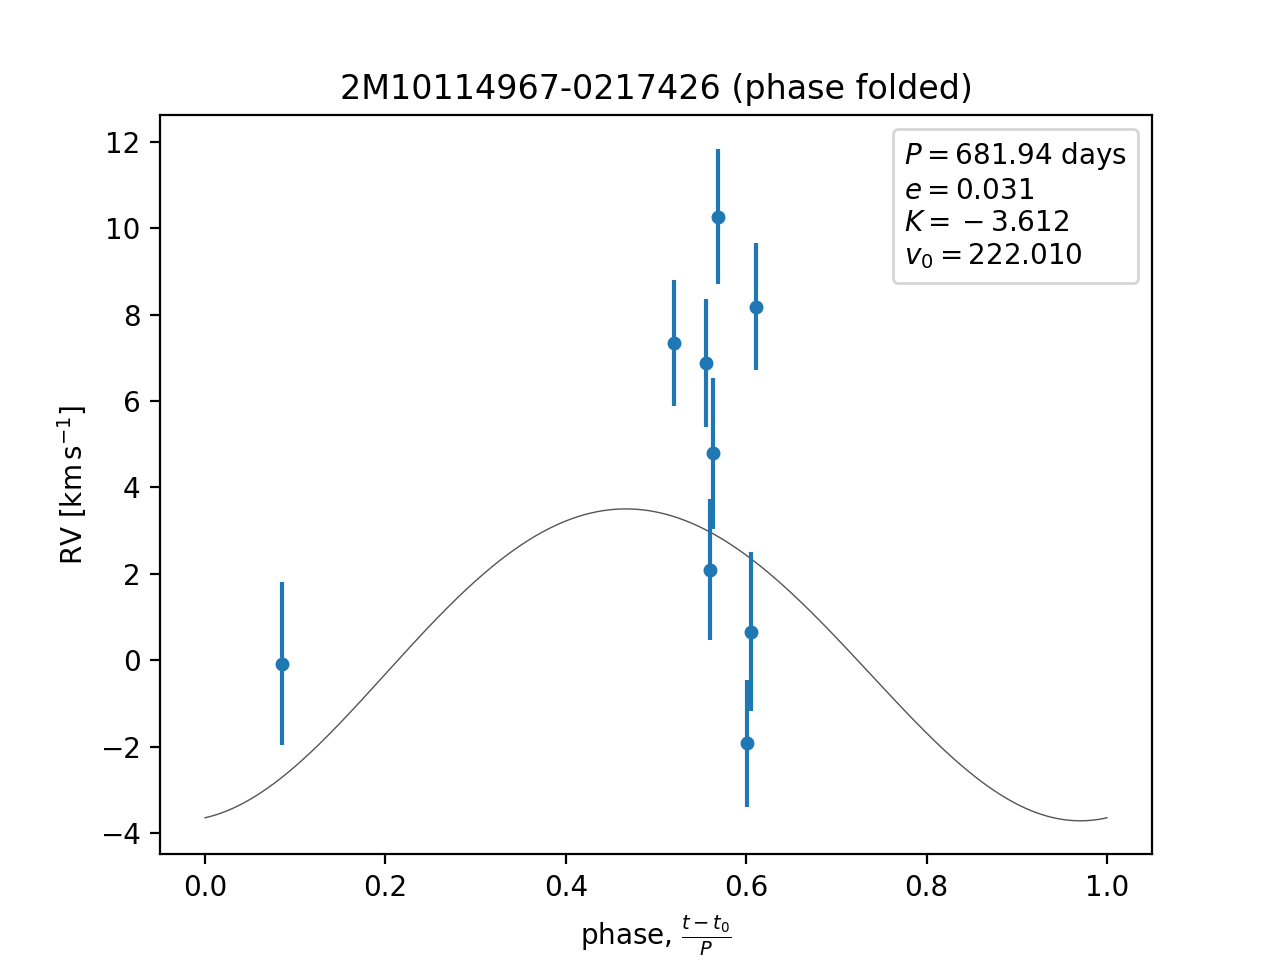 2M10114967-0217426 (phase folded)
P = 681.94 days
e = 0.031
K = −3.612
v₀ = 222.010
RV [km s⁻¹]
12
10
8
6
4
2
0
−2
−4
0.0 0.2 0.4 0.6 0.8 1.0
phase, (t − t₀)/P